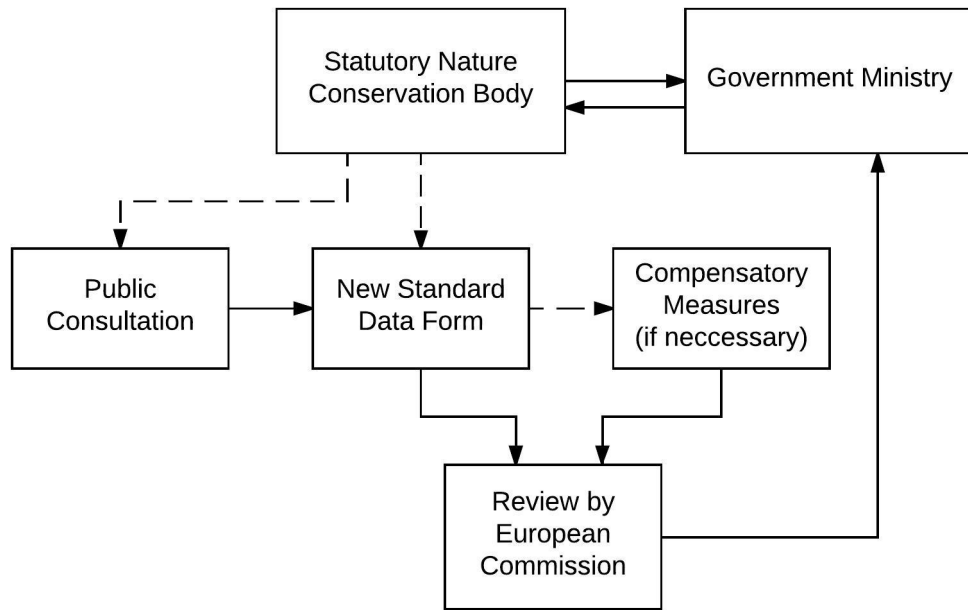 Statutory Nature
Conservation Body
Government Ministry
Public
Consultation
New Standard
Data Form
Compensatory
Measures
(if neccessary)
Review by
European
Commission